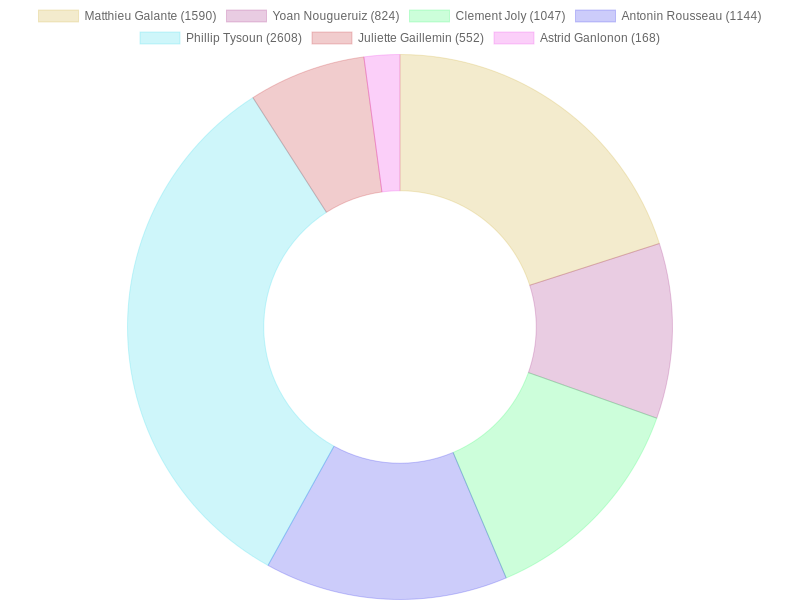 Matthieu Galante (1590) Yoan Nougueruiz (824) Clement Joly (1047) Antonin Rousseau (1144)
Phillip Tysoun (2608) Juliette Gaillemin (552) Astrid Ganlonon (168)